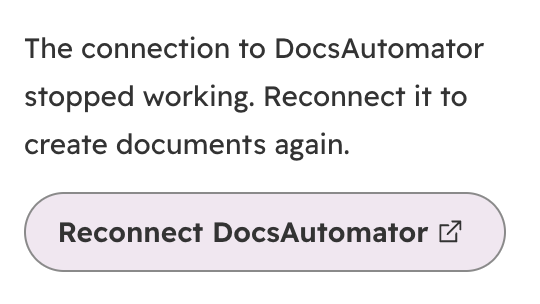 The connection to DocsAutomator
stopped working. Reconnect it to
create documents again.
Reconnect DocsAutomator